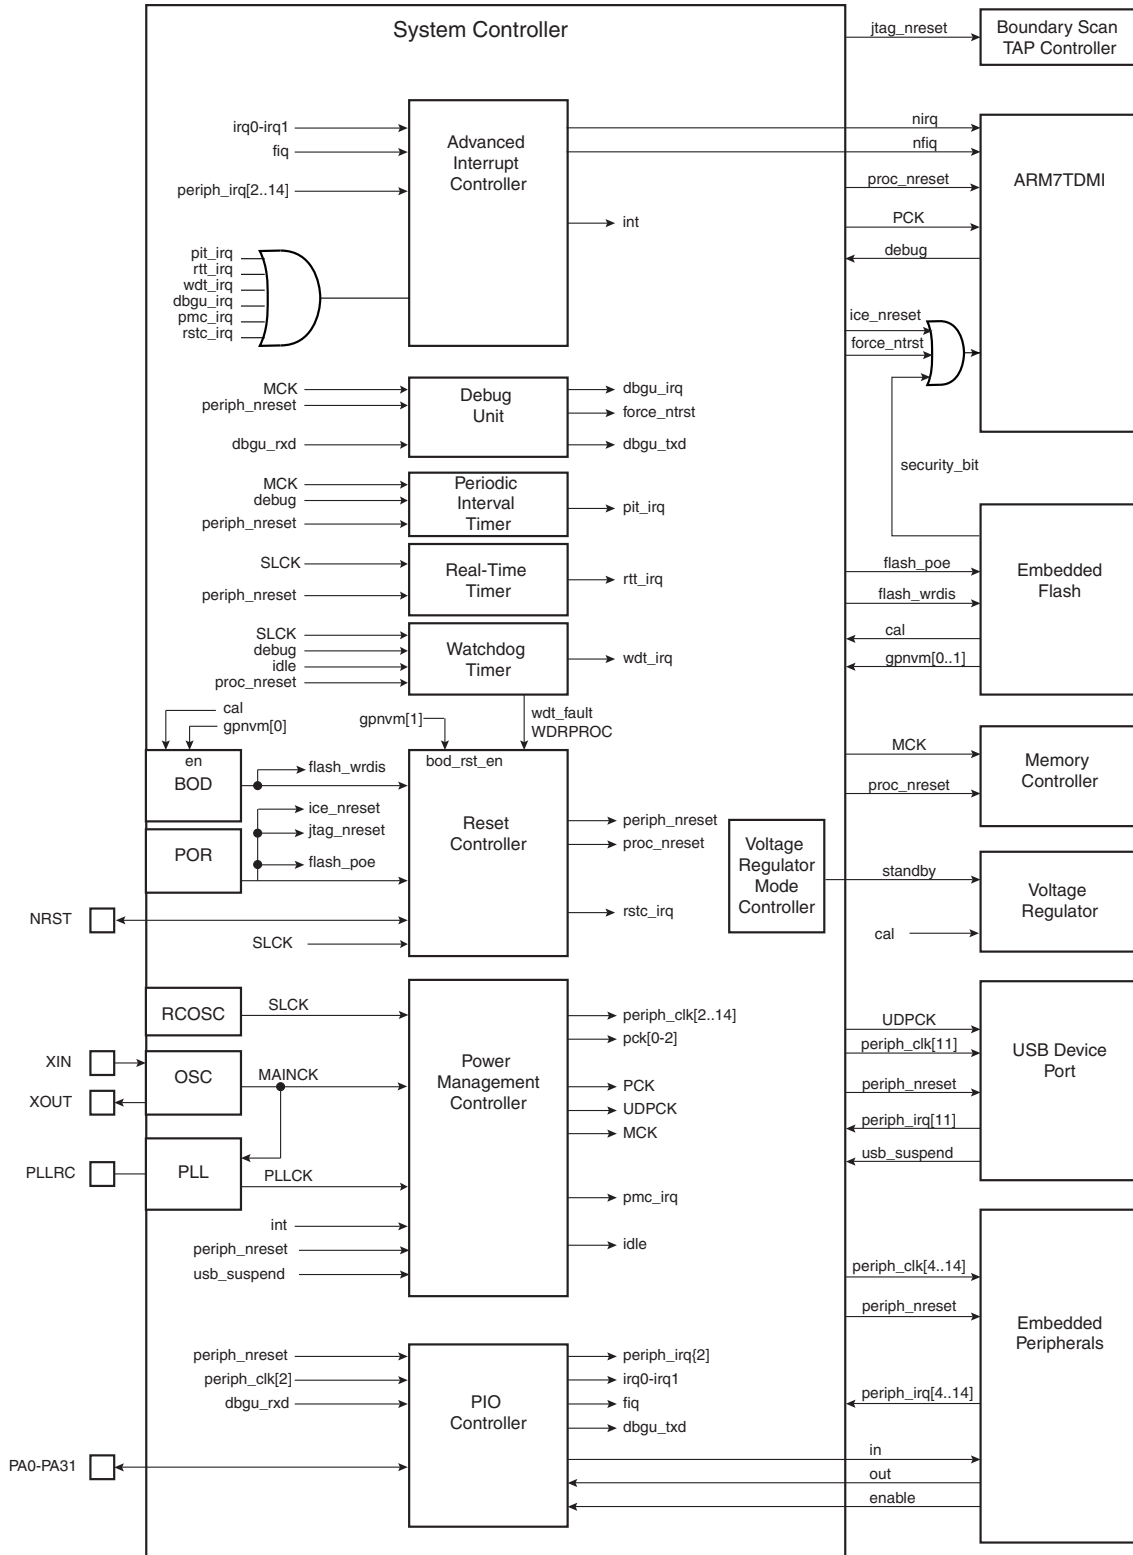 System Controller
jtag_nreset
Boundary Scan
TAP Controller
irq0-irq1
fiq
periph_irq[2..14]
Advanced
Interrupt
Controller
int
nirq
nfiq
proc_nreset
PCK
debug
ARM7TDMI
pit_irq
rtt_irq
wdt_irq
dbgu_irq
pmc_irq
rstc_irq
ice_nreset
force_ntrst
security_bit
MCK
periph_nreset
dbgu_rxd
Debug
Unit
dbgu_irq
force_ntrst
dbgu_txd
MCK
debug
periph_nreset
Periodic
Interval
Timer
pit_irq
SLCK
periph_nreset
Real-Time
Timer
rtt_irq
flash_poe
flash_wrdis
cal
gpnvm[0..1]
Embedded
Flash
SLCK
debug
idle
proc_nreset
Watchdog
Timer
wdt_irq
cal
gpnvm[0]
gpnvm[1]
wdt_fault
WDRPROC
en
BOD
flash_wrdis
bod_rst_en
ice_nreset
jtag_nreset
POR
flash_poe
Reset
Controller
periph_nreset
proc_nreset
rstc_irq
NRST
SLCK
Voltage
Regulator
Mode
Controller
MCK
proc_nreset
Memory
Controller
standby
cal
Voltage
Regulator
RCOSC
SLCK
XIN
OSC
MAINCK
XOUT
PLLRC
PLL
PLLCK
int
periph_nreset
usb_suspend
Power
Management
Controller
periph_clk[2..14]
pck[0-2]
PCK
UDPCK
MCK
pmc_irq
idle
UDPCK
periph_clk[11]
periph_nreset
periph_irq[11]
usb_suspend
USB Device
Port
periph_nreset
periph_clk[2]
dbgu_rxd
PA0-PA31
PIO
Controller
periph_irq{2]
irq0-irq1
fiq
dbgu_txd
periph_clk[4..14]
periph_nreset
periph_irq[4..14]
in
out
enable
Embedded
Peripherals